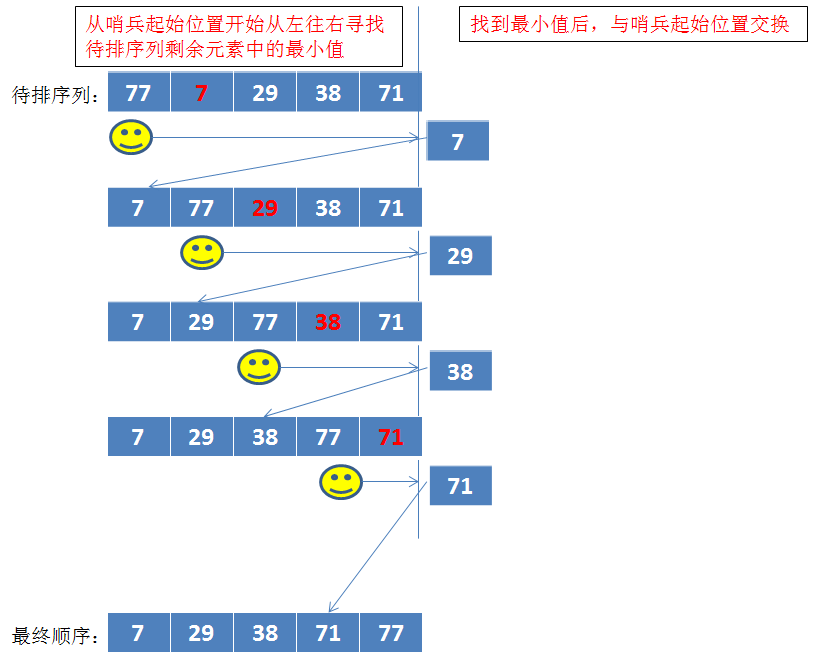 从哨兵起始位置开始从左往右寻找
待排序列剩余元素中的最小值
找到最小值后，与哨兵起始位置交换
待排序列： 77 7 29 38 71
7
7 77 29 38 71
29
7 29 77 38 71
38
7 29 38 77 71
71
最终顺序： 7 29 38 71 77